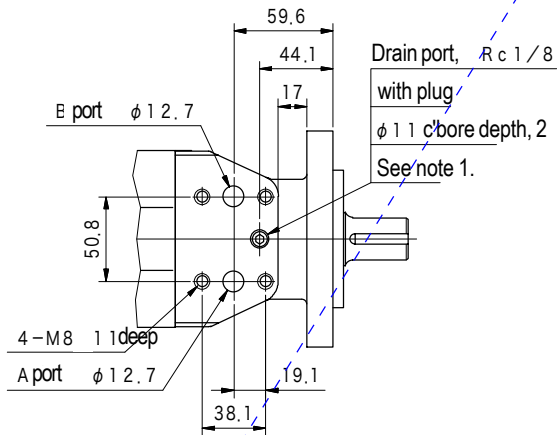 59.6
44.1
17
Drain port, Rc1/8
with plug
φ11 c'bore depth, 2
See note 1.
B port φ12.7
50.8
4-M8 11deep
A port φ12.7
19.1
38.1